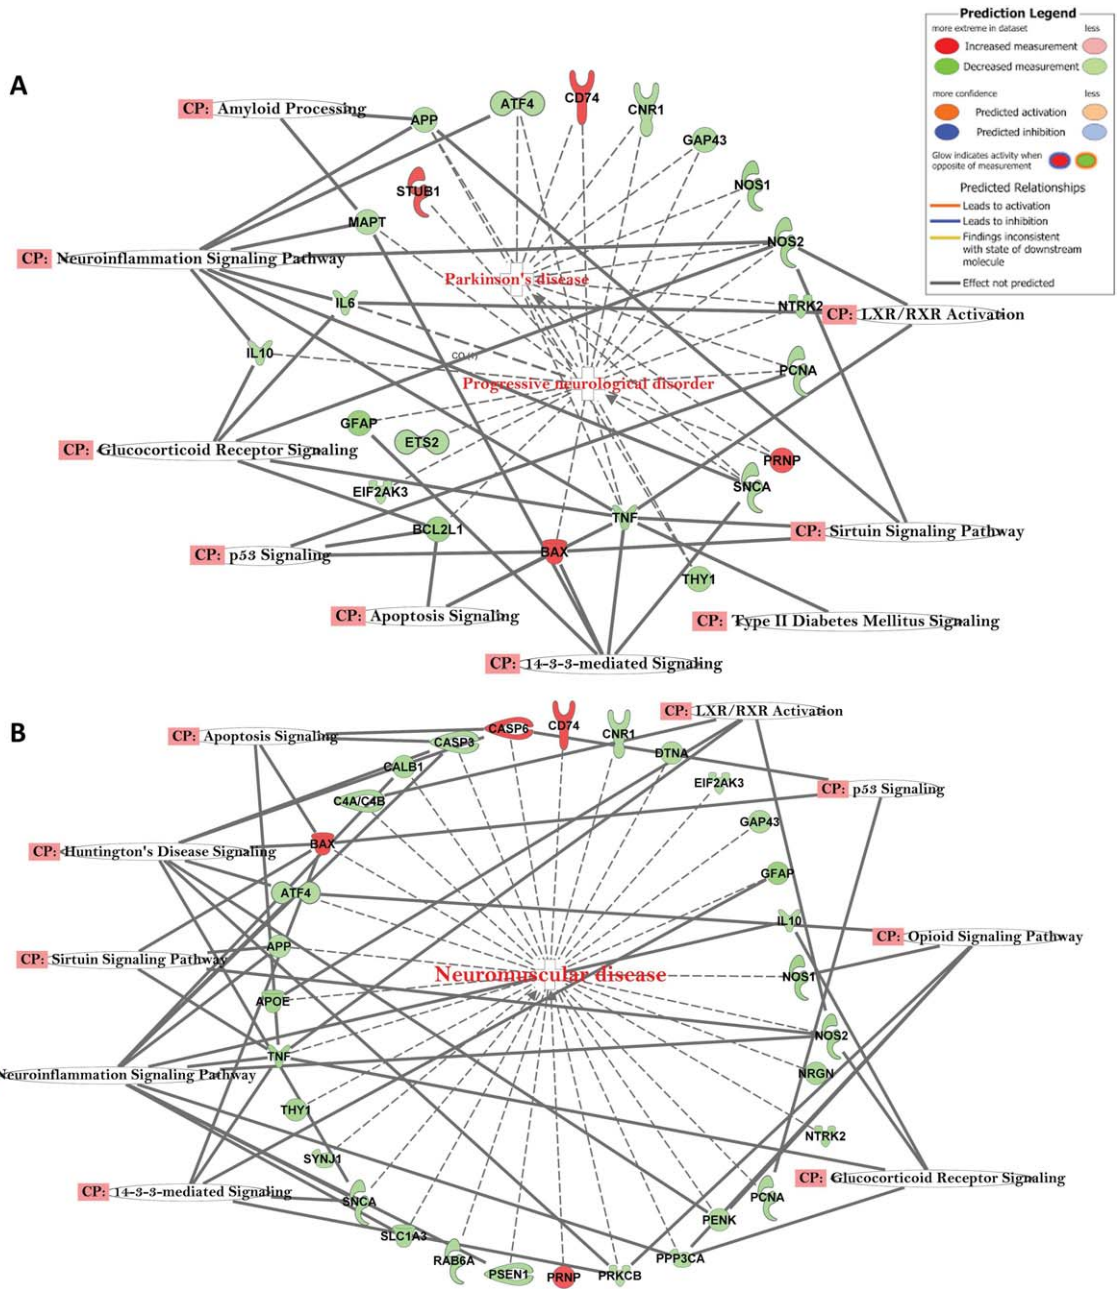 Prediction Legend
more extreme in dataset less
Increased measurement
Decreased measurement
more confidence less
Predicted activation
Predicted inhibition
Glow indicates activity when
opposite of measurement
Predicted Relationships
Leads to activation
Leads to inhibition
Findings inconsistent
with state of downstream
molecule
Effect not predicted
A
CP: Amyloid Processing
APP
ATF4
CD74
CNR1
GAP43
STUB1
NOS1
MAPT
NOS2
CP: Neuroinflammation Signaling Pathway
Parkinson's disease
IL6
NTRK2
CP: LXR/RXR Activation
IL10
PCNA
Progressive neurological disorder
GFAP
ETS2
CP: Glucocorticoid Receptor Signaling
PRNP
EIF2AK3
SNCA
BCL2L1
TNF
CP: Sirtuin Signaling Pathway
CP: p53 Signaling
BAX
THY1
CP: Apoptosis Signaling
CP: Type II Diabetes Mellitus Signaling
CP: 14-3-3-mediated Signaling
B
CP: LXR/RXR Activation
CP: Apoptosis Signaling
CASP6
CD74
CNR1
CASP3
DTNA
CALB1
EIF2AK3
CP: p53 Signaling
C4A/C4B
GAP43
BAX
CP: Huntington's Disease Signaling
GFAP
ATF4
IL10
CP: Opioid Signaling Pathway
APP
CP: Sirtuin Signaling Pathway
Neuromuscular disease
NOS1
APOE
NOS2
TNF
Neuroinflammation Signaling Pathway
NRGN
THY1
NTRK2
SYNJ1
CP: Glucocorticoid Receptor Signaling
CP: 14-3-3-mediated Signaling
SNCA
PCNA
PENK
SLC1A3
RAB6A
PPP3CA
PSEN1
PRNP
PRKCB